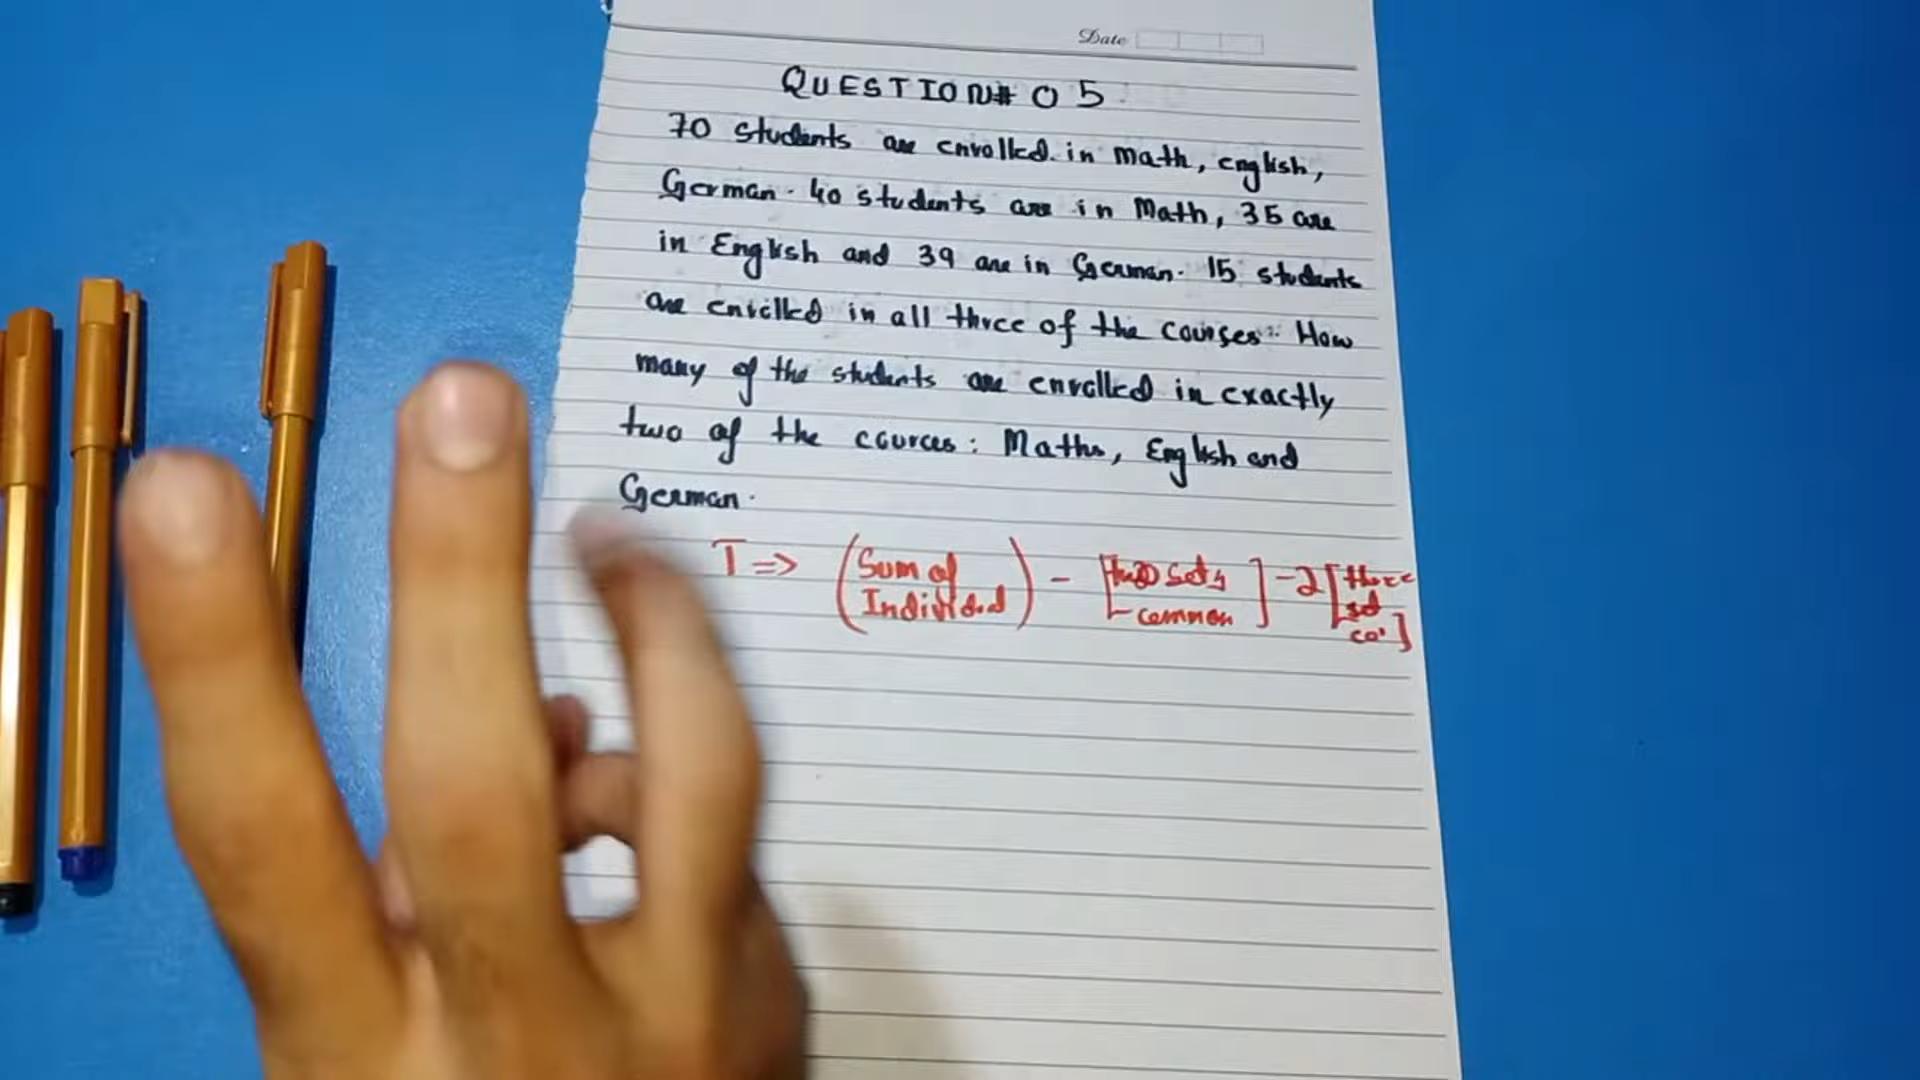 Date
QUESTION# 05
70 students are enrolled in math, english,
German. 40 students are in Math, 35 are
in English and 39 are in German. 15 students
are enrolled in all three of the courses. How
many of the students are enrolled in exactly
two of the cources: Maths, English and
German.
T => (Sum of Individ ) - [two sets common] -2 [three